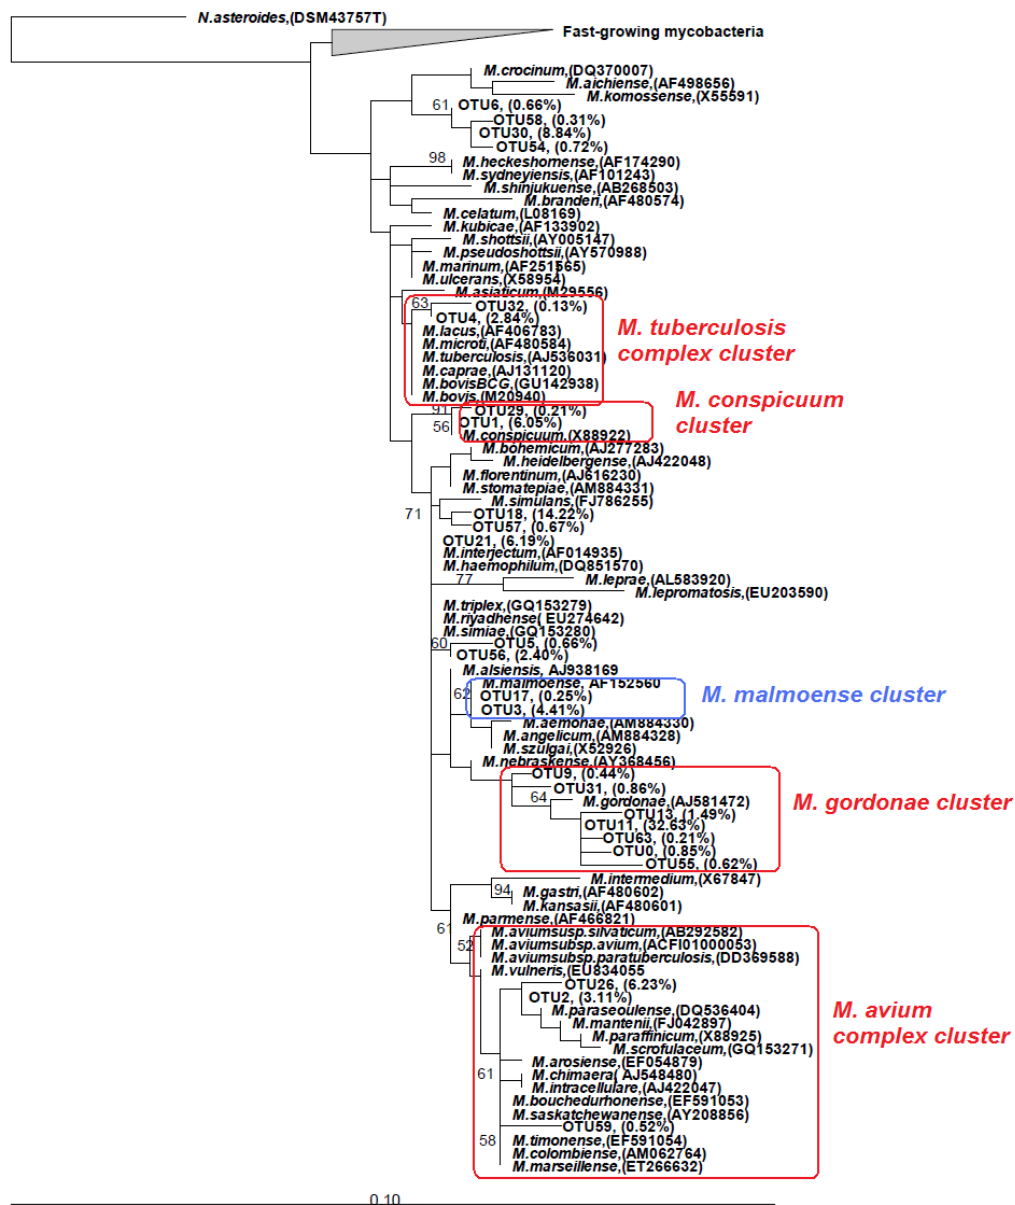 N.asteroides,(DSM43757T)
Fast-growing mycobacteria
M.crocinum,(DQ370007)
M.aichiense,(AF498656)
M.komossense,(X55591)
61
OTU6, (0.66%)
OTU58, (0.31%)
OTU30, (8.84%)
OTU54, (0.72%)
98
M.heckeshornense,(AF174290)
M.sydneyiensis,(AF101243)
M.shinjukuense,(AB268503)
M.branderi,(AF480574)
M.celatum,(L08169)
M.kubicae,(AF133902)
M.shottsii,(AY005147)
M.pseudoshottsii,(AY570988)
M.marinum,(AF251565)
M.ulcerans,(X58954)
M.asiaticum,(M29556)
63
OTU32, (0.13%)
OTU4, (2.84%)
M.lacus,(AF406783)
M.microti,(AF480584)
M.tuberculosis,(AJ536031)
M.caprae,(AJ131120)
M.bovisBCG,(GU142938)
M.bovis,(M20940)
M. tuberculosis
complex cluster
91
OTU29, (0.21%)
OTU1, (6.05%)
56
M.conspicuum,(X88922)
M. conspicuum
cluster
M.bohemicum,(AJ277283)
M.heidelbergense,(AJ422048)
M.florentinum,(AJ616230)
M.stomatepiae,(AM884331)
M.simulans,(FJ786255)
71
OTU18, (14.22%)
OTU57, (0.67%)
OTU21, (6.19%)
M.interjectum,(AF014935)
M.haemophilum,(DQ851570)
77
M.leprae,(AL583920)
M.lepromatosis,(EU203590)
M.triplex,(GQ153279)
M.riyadhense( EU274642)
M.simiae,(GQ153280)
60
OTU5, (0.66%)
OTU56, (2.40%)
M.alsiensis, AJ938169
M.malmoense, AF152560
62
OTU17, (0.25%)
OTU3, (4.41%)
M. malmoense cluster
M.aemonae,(AM884330)
M.angelicum,(AM884328)
M.szulgai,(X52926)
M.nebraskense,(AY368456)
OTU9, (0.44%)
OTU31, (0.86%)
64
M.gordonae,(AJ581472)
OTU13, (1.49%)
OTU11, (32.63%)
OTU63, (0.21%)
OTU0, (0.85%)
OTU55, (0.62%)
M. gordonae cluster
M.intermedium,(X67847)
94
M.gastri,(AF480602)
M.kansasii,(AF480601)
M.parmense,(AF466821)
61
M.aviumsusp.silvaticum,(AB292582)
52
M.aviumsubsp.avium,(ACFI01000053)
M.aviumsubsp.paratuberculosis,(DD369588)
M.vulneris,(EU834055
OTU26, (6.23%)
OTU2, (3.11%)
M.paraseoulense,(DQ536404)
M.mantenii,(FJ042897)
M.paraffinicum,(X88925)
M.scrofulaceum,(GQ153271)
M. avium
complex cluster
M.arosiense,(EF054879)
61
M.chimaera( AJ548480)
M.intracellulare,(AJ422047)
M.bouchedurhonense,(EF591053)
M.saskatchewanense,(AY208856)
OTU59, (0.52%)
58
M.timonense,(EF591054)
M.colombiense,(AM062764)
M.marseillense,(ET266632)
0.10